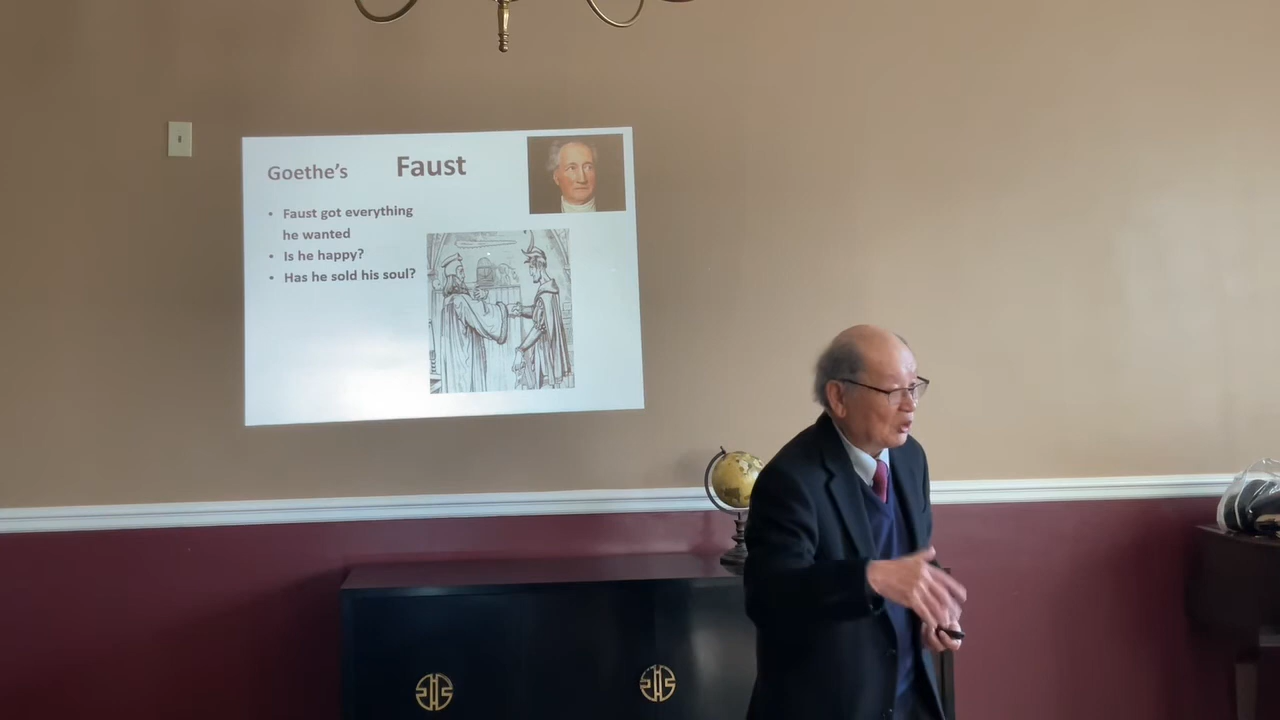 Goethe's Faust
• Faust got everything
he wanted
• Is he happy?
• Has he sold his soul?